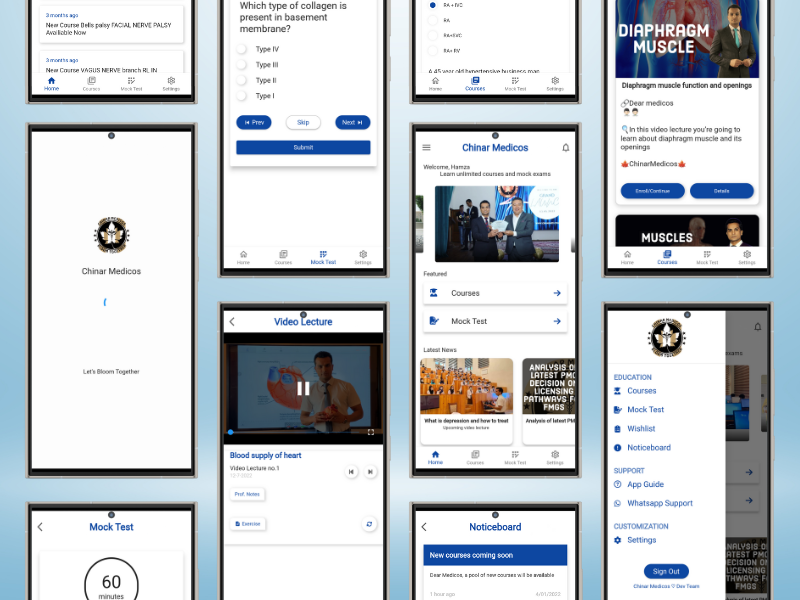 3 months ago
New Course Bells palsy FACIAL NERVE PALSY
Available Now
3 months ago
New Course VAGUS NERVE branch RL IN
Home
Courses
Mock Test
Settings
Chinar Medicos
Let's Bloom Together
Mock Test
60
minutes
Which type of collagen is
present in basement
membrane?
Type IV
Type III
Type II
Type I
Prev
Skip
Next
Submit
Home
Courses
Mock Test
Settings
Video Lecture
Blood supply of heart
Video Lecture no.1
Prof. Notes
Exercise
RA + IVC
RA
RA+IVC
RA+ RV
A 45 year old hypertensive business man
Home
Courses
Mock Test
Settings
Chinar Medicos
Welcome, Hamza
Learn unlimited courses and mock exams
Featured
Courses
Mock Test
Latest News
ANALYSIS OF
LATEST PMC
DECISION ON
LICENSING
PATHWAYS FOR
FMGS
What is depression and how to treat
Upcoming video lecture
Analysis of latest PM
Home
Courses
Mock Test
Settings
Noticeboard
New courses coming soon
Dear Medicos, a pool of new courses will be available
1 hour ago
4/01/2022
DIAPHRAGM
MUSCLE
Diaphragm muscle function and openings
Dear medicos
In this video lecture you're going to
learn about diaphragm muscle and its
openings
ChinarMedicos
Enroll/Continue
Details
MUSCLES
Home
Courses
Mock Test
Settings
EDUCATION
Courses
Mock Test
Wishlist
Noticeboard
SUPPORT
App Guide
Whatsapp Support
CUSTOMIZATION
Settings
Sign Out
Chinar Medicos ♡ Dev Team
exams